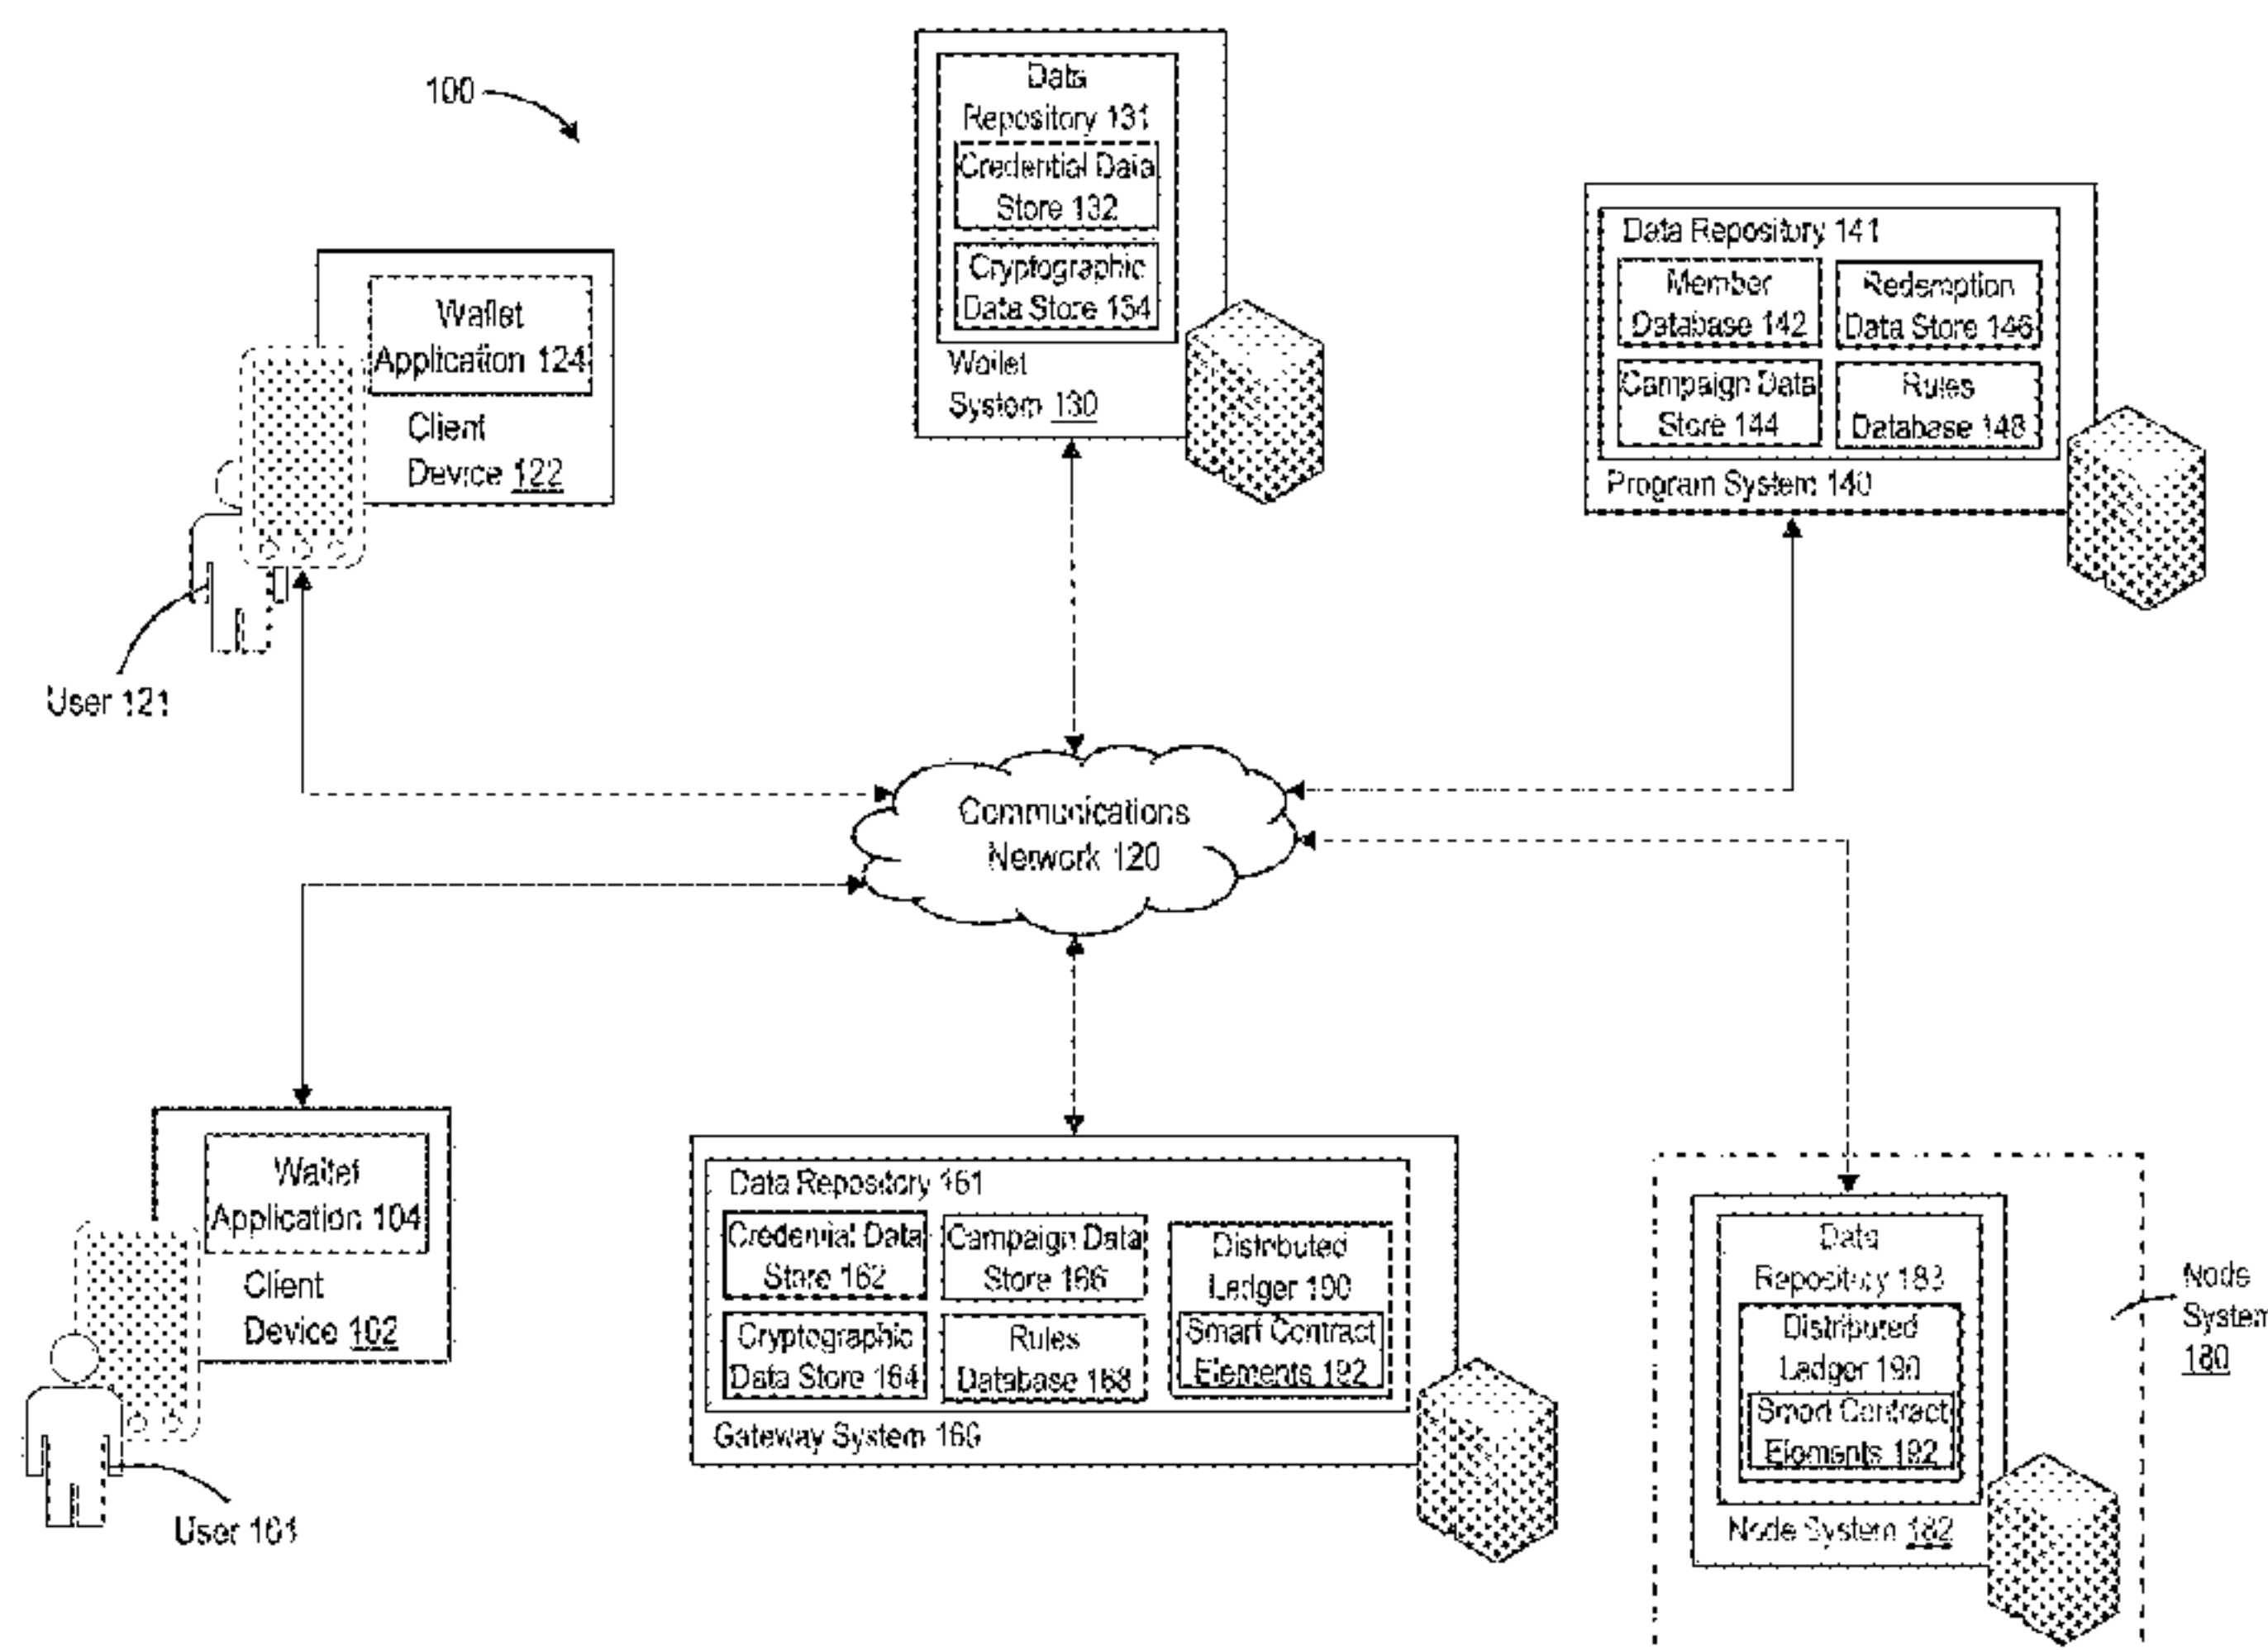 100
Data
Repository 131
Credential Data
Store 132
Cryptographic
Data Store 134
Wallet
System 130
Data Repository 141
Member
Database 142
Redemption
Data Store 146
Campaign Data
Store 144
Rules
Database 148
Program System 140
Wallet
Application 124
Client
Device 122
User 121
Communications
Network 120
Wallet
Application 104
Client
Device 102
User 101
Data Repository 161
Credential Data
Store 162
Campaign Data
Store 166
Distributed
Ledger 190
Smart Contract
Elements 192
Cryptographic
Data Store 164
Rules
Database 168
Gateway System 160
Data
Repository 183
Distributed
Ledger 190
Smart Contract
Elements 192
Node System 182
Node
System
180